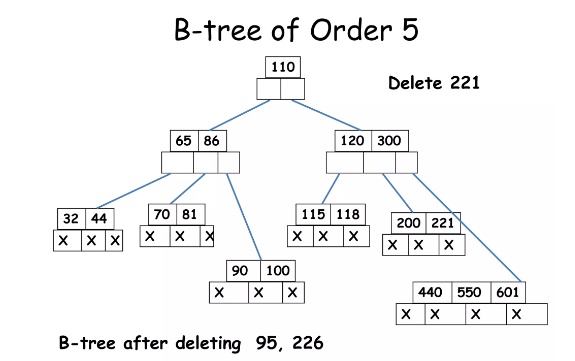 B-tree of Order 5
110
Delete 221
65 86
120 300
32 44
70 81
115 118
200 221
X X X
X X X
X X X
X X X
90 100
440 550 601
X X X
X X X X
B-tree after deleting 95, 226